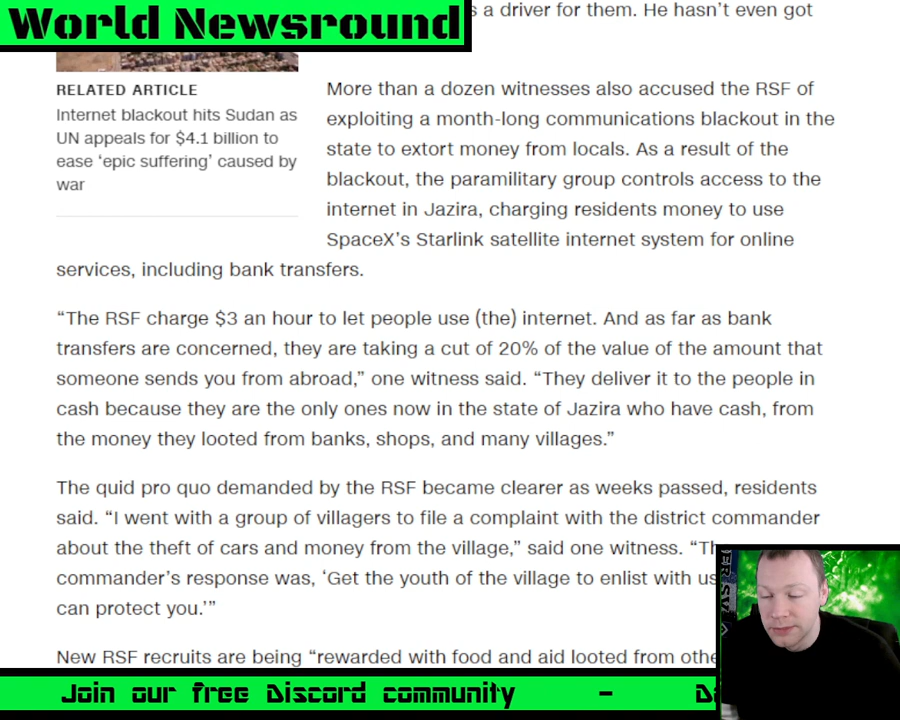 World Newsround
s a driver for them. He hasn't even got
RELATED ARTICLE
Internet blackout hits Sudan as
UN appeals for $4.1 billion to
ease ‘epic suffering’ caused by
war
More than a dozen witnesses also accused the RSF of
exploiting a month-long communications blackout in the
state to extort money from locals. As a result of the
blackout, the paramilitary group controls access to the
internet in Jazira, charging residents money to use
SpaceX’s Starlink satellite internet system for online
services, including bank transfers.
“The RSF charge $3 an hour to let people use (the) internet. And as far as bank
transfers are concerned, they are taking a cut of 20% of the value of the amount that
someone sends you from abroad,” one witness said. “They deliver it to the people in
cash because they are the only ones now in the state of Jazira who have cash, from
the money they looted from banks, shops, and many villages.”
The quid pro quo demanded by the RSF became clearer as weeks passed, residents
said. “I went with a group of villagers to file a complaint with the district commander
about the theft of cars and money from the village,” said one witness. “Th
commander’s response was, ‘Get the youth of the village to enlist with us
can protect you.’”
New RSF recruits are being “rewarded with food and aid looted from othe
Join our free Discord community - D